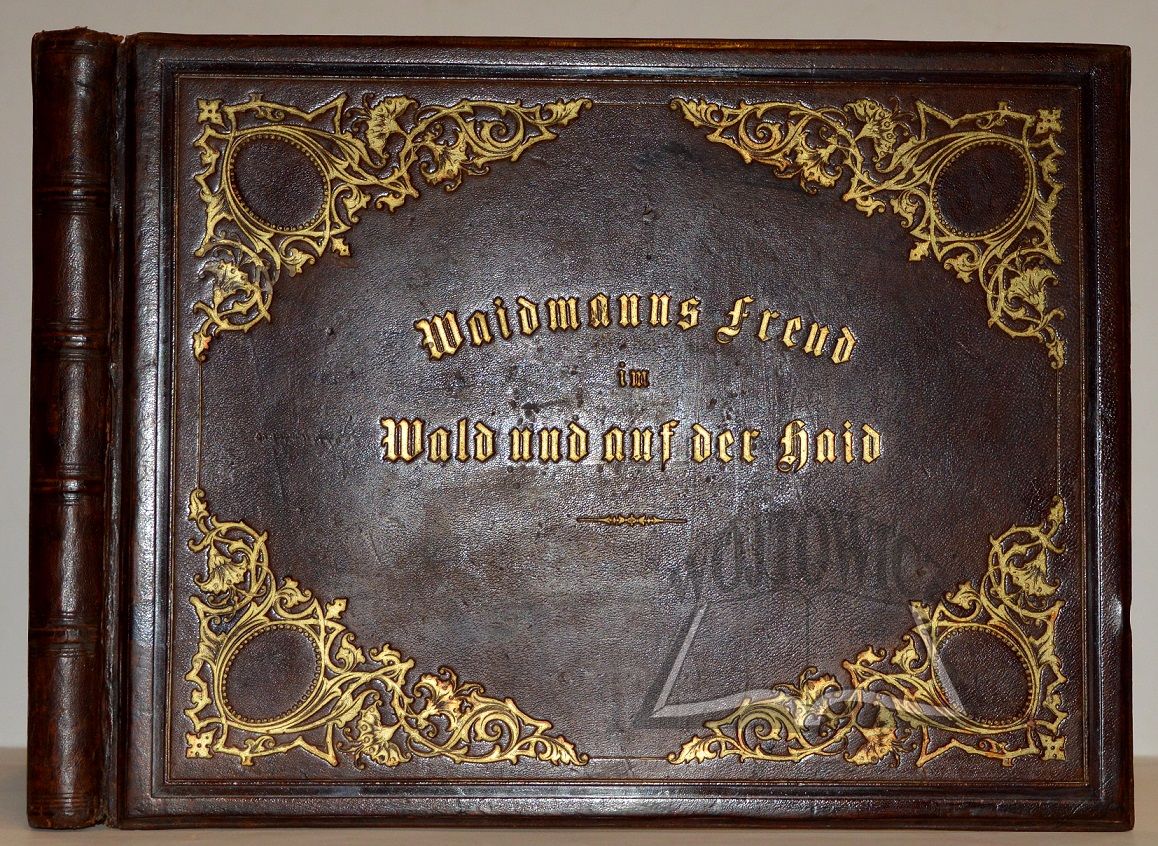 Waidmanns Freud
im
Wald und auf der Haid